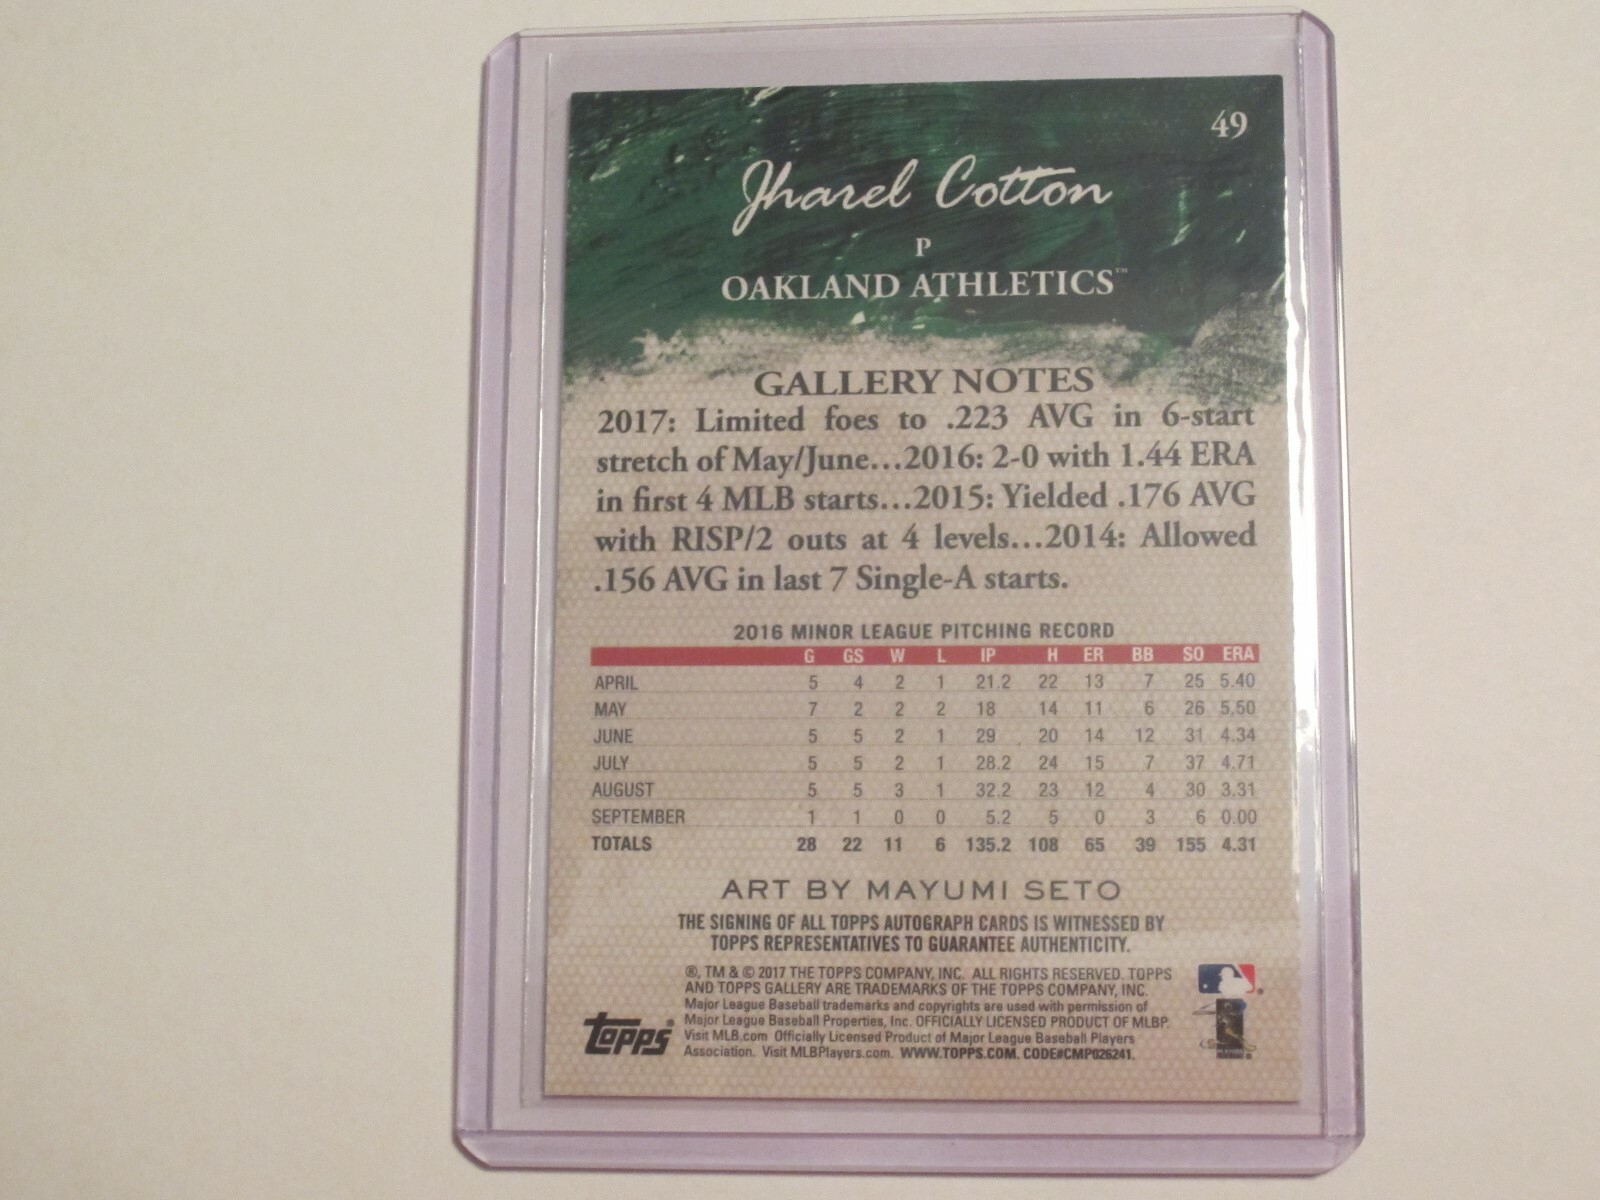 49
Jharel Cotton
P
OAKLAND ATHLETICS™
GALLERY NOTES
2017: Limited foes to .223 AVG in 6-start
stretch of May/June...2016: 2-0 with 1.44 ERA
in first 4 MLB starts...2015: Yielded .176 AVG
with RISP/2 outs at 4 levels...2014: Allowed
.156 AVG in last 7 Single-A starts.
2016 MINOR LEAGUE PITCHING RECORD
G GS W L IP H ER BB SO ERA
APRIL 5 4 2 1 21.2 22 13 7 25 5.40
MAY 7 2 2 2 18 14 11 6 26 5.50
JUNE 5 5 2 1 29 20 14 12 31 4.34
JULY 5 5 2 1 28.2 24 15 7 37 4.71
AUGUST 5 5 3 1 32.2 23 12 4 30 3.31
SEPTEMBER 1 1 0 0 5.2 5 0 3 6 0.00
TOTALS 28 22 11 6 135.2 108 65 39 155 4.31
ART BY MAYUMI SETO
THE SIGNING OF ALL TOPPS AUTOGRAPH CARDS IS WITNESSED BY
TOPPS REPRESENTATIVES TO GUARANTEE AUTHENTICITY.
®, TM & © 2017 THE TOPPS COMPANY, INC. ALL RIGHTS RESERVED. TOPPS
AND TOPPS GALLERY ARE TRADEMARKS OF THE TOPPS COMPANY, INC.
Major League Baseball trademarks and copyrights are used with permission of
Major League Baseball Properties, Inc. OFFICIALLY LICENSED PRODUCT OF MLBP.
Visit MLB.com Officially Licensed Product of Major League Baseball Players
Association. Visit MLBPlayers.com. WWW.TOPPS.COM. CODE#CMP026241.
Topps®